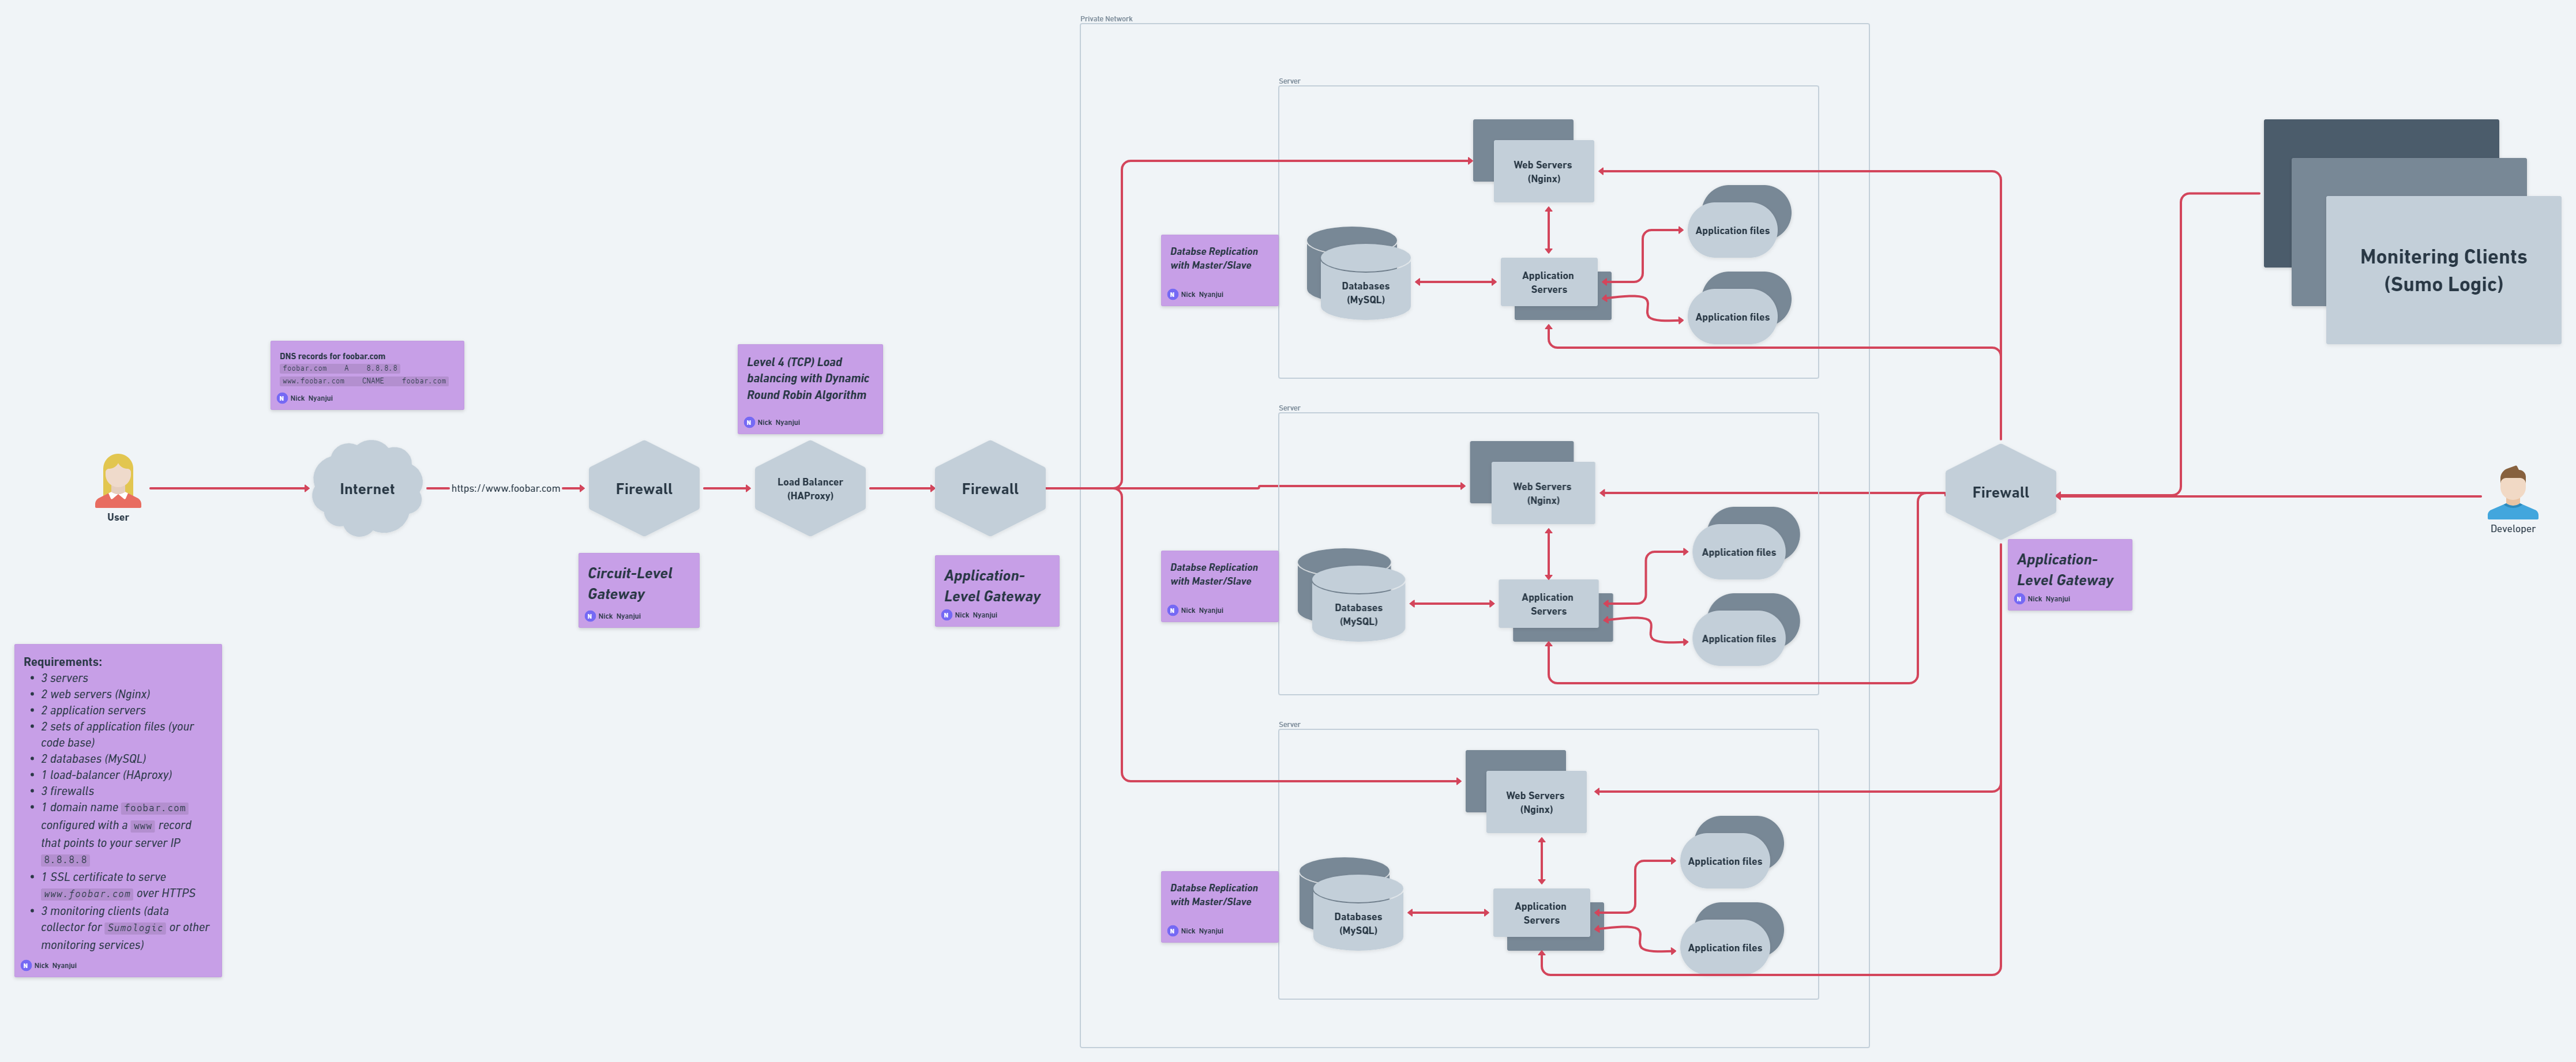 Private Network
Server
Web Servers
(Nginx)
Application files
Databse Replication
with Master/Slave
N Nick Nyanjui
Databases
(MySQL)
Application
Servers
Application files
Monitering Clients
(Sumo Logic)
DNS records for foobar.com
foobar.com A 8.8.8.8
www.foobar.com CNAME foobar.com
N Nick Nyanjui
Level 4 (TCP) Load
balancing with Dynamic
Round Robin Algorithm
N Nick Nyanjui
User
Internet
https://www.foobar.com
Firewall
Load Balancer
(HAProxy)
Firewall
Circuit-Level
Gateway
N Nick Nyanjui
Application-
Level Gateway
N Nick Nyanjui
Server
Web Servers
(Nginx)
Application files
Databse Replication
with Master/Slave
N Nick Nyanjui
Databases
(MySQL)
Application
Servers
Application files
Firewall
Developer
Application-
Level Gateway
N Nick Nyanjui
Requirements:
• 3 servers
• 2 web servers (Nginx)
• 2 application servers
• 2 sets of application files (your
code base)
• 2 databases (MySQL)
• 1 load-balancer (HAproxy)
• 3 firewalls
• 1 domain name foobar.com
configured with a www record
that points to your server IP
8.8.8.8
• 1 SSL certificate to serve
www.foobar.com over HTTPS
• 3 monitoring clients (data
collector for Sumologic or other
monitoring services)
N Nick Nyanjui
Server
Web Servers
(Nginx)
Application files
Databse Replication
with Master/Slave
N Nick Nyanjui
Databases
(MySQL)
Application
Servers
Application files